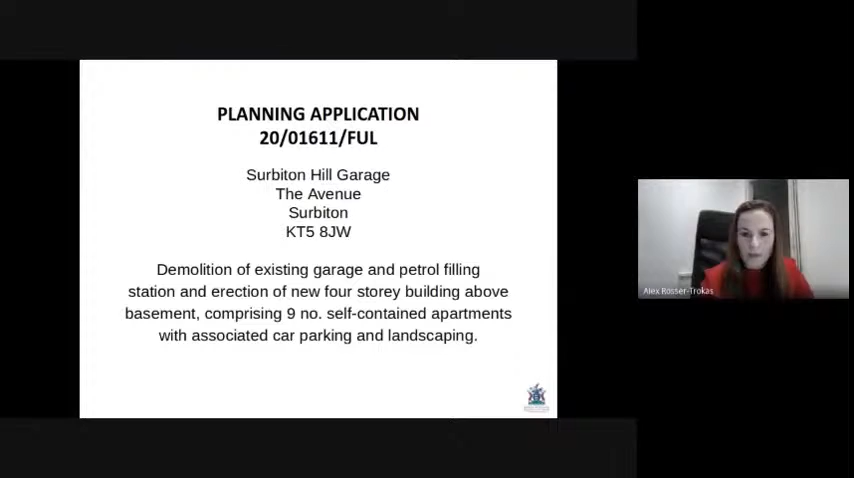 PLANNING APPLICATION
20/01611/FUL
Surbiton Hill Garage
The Avenue
Surbiton
KT5 8JW
Demolition of existing garage and petrol filling
station and erection of new four storey building above
basement, comprising 9 no. self-contained apartments
with associated car parking and landscaping.
Alex Rosser-Trokas